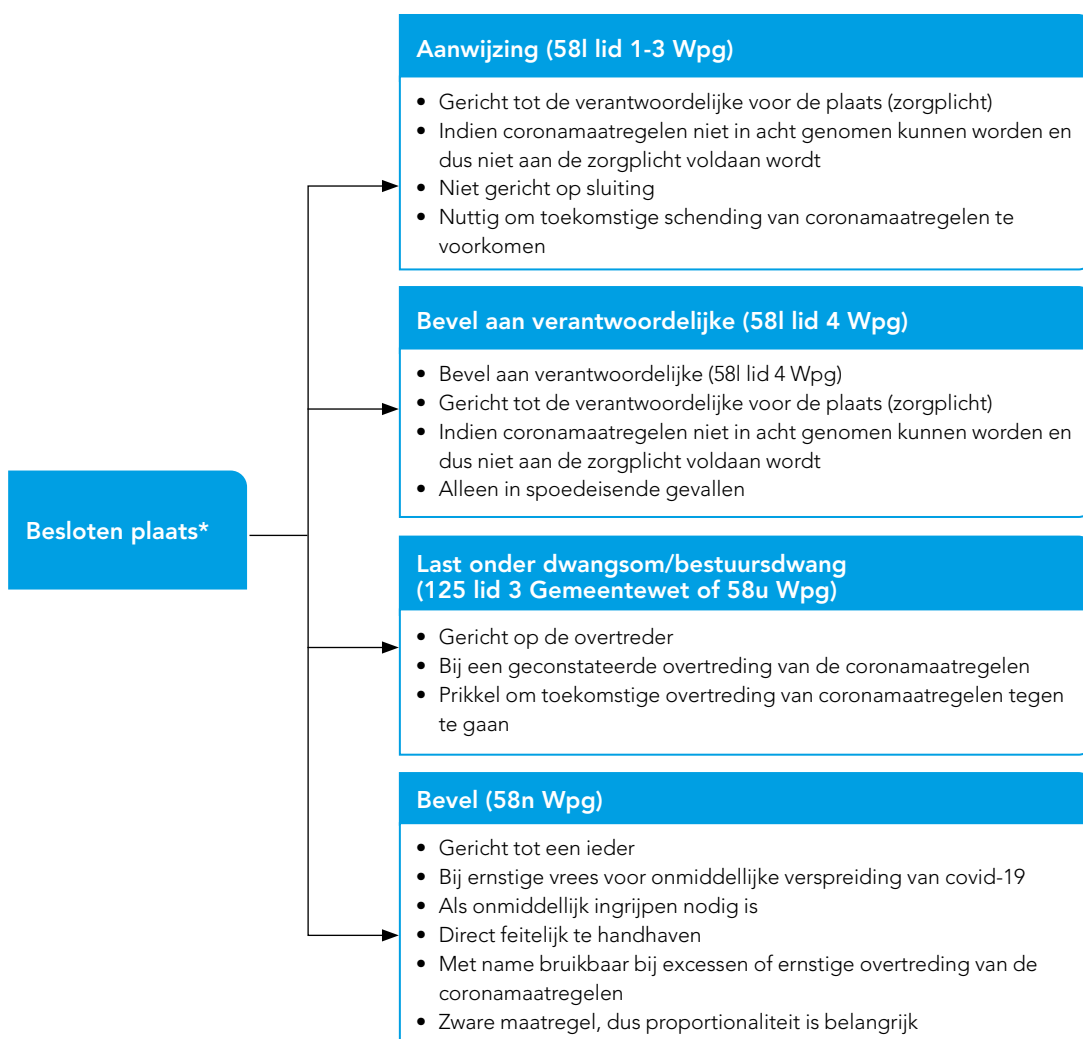 Besloten plaats*
Aanwijzing (58l lid 1-3 Wpg)
• Gericht tot de verantwoordelijke voor de plaats (zorgplicht)
• Indien coronamaatregelen niet in acht genomen kunnen worden en
dus niet aan de zorgplicht voldaan wordt
• Niet gericht op sluiting
• Nuttig om toekomstige schending van coronamaatregelen te
voorkomen
Bevel aan verantwoordelijke (58l lid 4 Wpg)
• Bevel aan verantwoordelijke (58l lid 4 Wpg)
• Gericht tot de verantwoordelijke voor de plaats (zorgplicht)
• Indien coronamaatregelen niet in acht genomen kunnen worden en
dus niet aan de zorgplicht voldaan wordt
• Alleen in spoedeisende gevallen
Last onder dwangsom/bestuursdwang
(125 lid 3 Gemeentewet of 58u Wpg)
• Gericht op de overtreder
• Bij een geconstateerde overtreding van de coronamaatregelen
• Prikkel om toekomstige overtreding van coronamaatregelen tegen
te gaan
Bevel (58n Wpg)
• Gericht tot een ieder
• Bij ernstige vrees voor onmiddellijke verspreiding van covid-19
• Als onmiddellijk ingrijpen nodig is
• Direct feitelijk te handhaven
• Met name bruikbaar bij excessen of ernstige overtreding van de
coronamaatregelen
• Zware maatregel, dus proportionaliteit is belangrijk